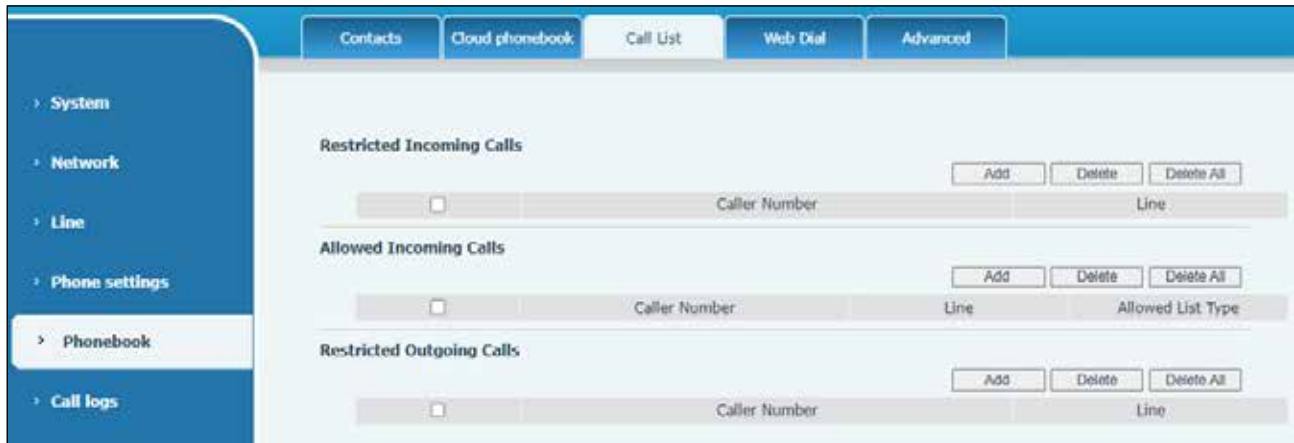 Contacts Cloud phonebook Call List Web Dial Advanced
› System
› Network
› Line
› Phone settings
› Phonebook
› Call logs
Restricted Incoming Calls
Add Delete Delete All
Caller Number Line
Allowed Incoming Calls
Add Delete Delete All
Caller Number Line Allowed List Type
Restricted Outgoing Calls
Add Delete Delete All
Caller Number Line